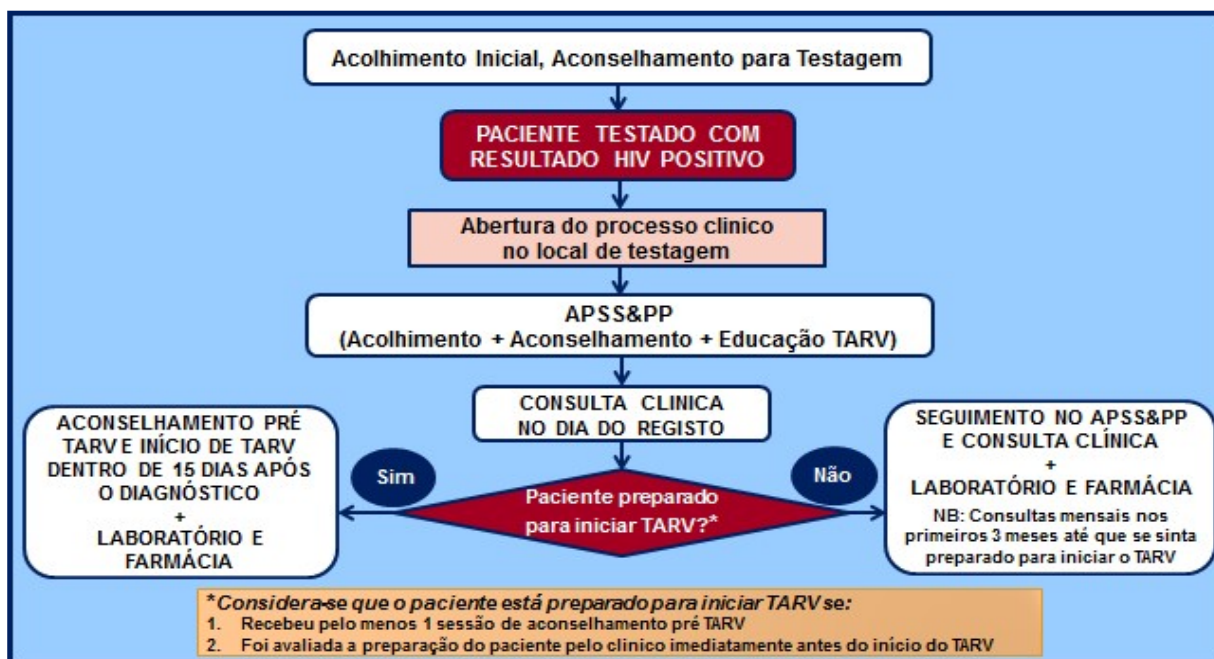 Acolhimento Inicial, Aconselhamento para Testagem
PACIENTE TESTADO COM
RESULTADO HIV POSITIVO
Abertura do processo clinico
no local de testagem
APSS&PP
(Acolhimento + Aconselhamento + Educação TARV)
CONSULTA CLINICA
NO DIA DO REGISTO
Paciente preparado
para iniciar TARV?*
Sim
ACONSELHAMENTO PRÉ
TARV E INÍCIO DE TARV
DENTRO DE 15 DIAS APÓS
O DIAGNÓSTICO
+
LABORATÓRIO E
FARMÁCIA
Não
SEGUIMENTO NO APSS&PP
E CONSULTA CLÍNICA
+
LABORATÓRIO E FARMÁCIA
NB: Consultas mensais nos
primeiros 3 meses até que se sinta
preparado para iniciar o TARV
*Considera-se que o paciente está preparado para iniciar TARV se:
1. Recebeu pelo menos 1 sessão de aconselhamento pré TARV
2. Foi avaliada a preparação do paciente pelo clinico imediatamente antes do início do TARV